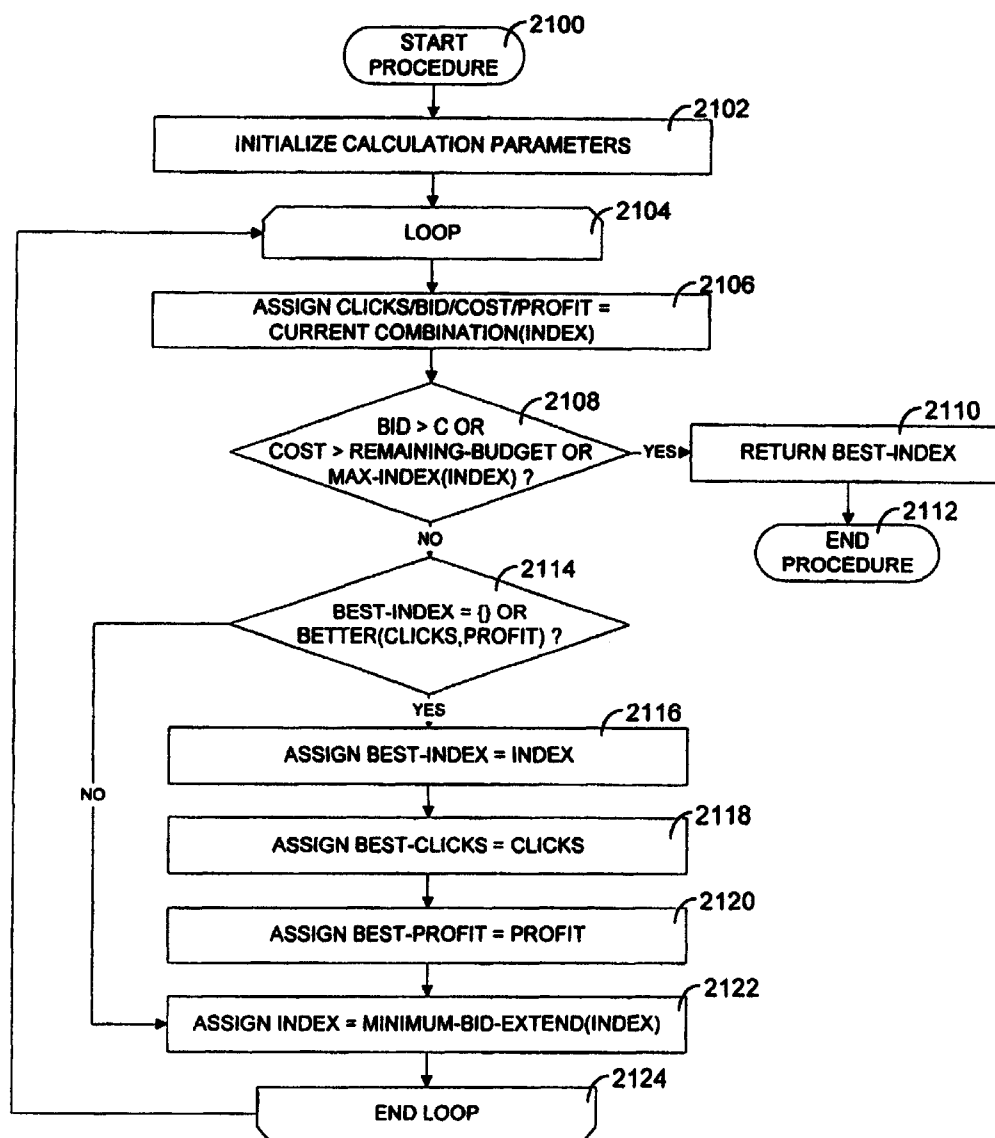 START
PROCEDURE
2100
INITIALIZE CALCULATION PARAMETERS
2102
LOOP
2104
ASSIGN CLICKS/BID/COST/PROFIT =
CURRENT COMBINATION(INDEX)
2106
BID > C OR
COST > REMAINING-BUDGET OR
MAX-INDEX(INDEX) ?
2108
YES
RETURN BEST-INDEX
2110
END
PROCEDURE
2112
NO
BEST-INDEX = {} OR
BETTER(CLICKS,PROFIT) ?
2114
YES
NO
ASSIGN BEST-INDEX = INDEX
2116
ASSIGN BEST-CLICKS = CLICKS
2118
ASSIGN BEST-PROFIT = PROFIT
2120
ASSIGN INDEX = MINIMUM-BID-EXTEND(INDEX)
2122
END LOOP
2124